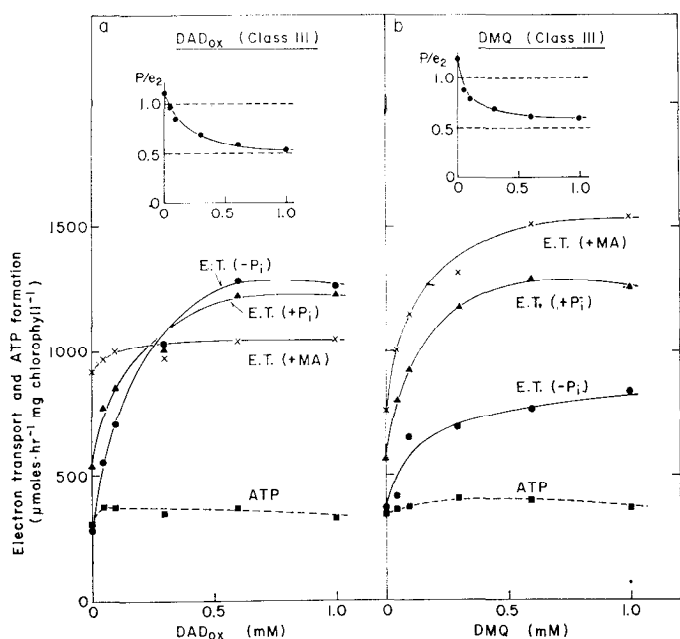 a
DAD_ox (Class III)
P/e₂
1.0
0.5
0
0 0.5 1.0
b
DMQ (Class III)
P/e₂
1.0
0.5
0
0 0.5 1.0
Electron transport and ATP formation
(μmoles·hr⁻¹ mg chlorophyll⁻¹)
1500
1000
500
0
E.T. (-Pᵢ)
E.T. (+Pᵢ)
E.T. (+MA)
ATP
0 0.5 1.0
DAD_ox (mM)
E.T. (+MA)
E.T. (+Pᵢ)
E.T. (-Pᵢ)
ATP
0 0.5 1.0
DMQ (mM)